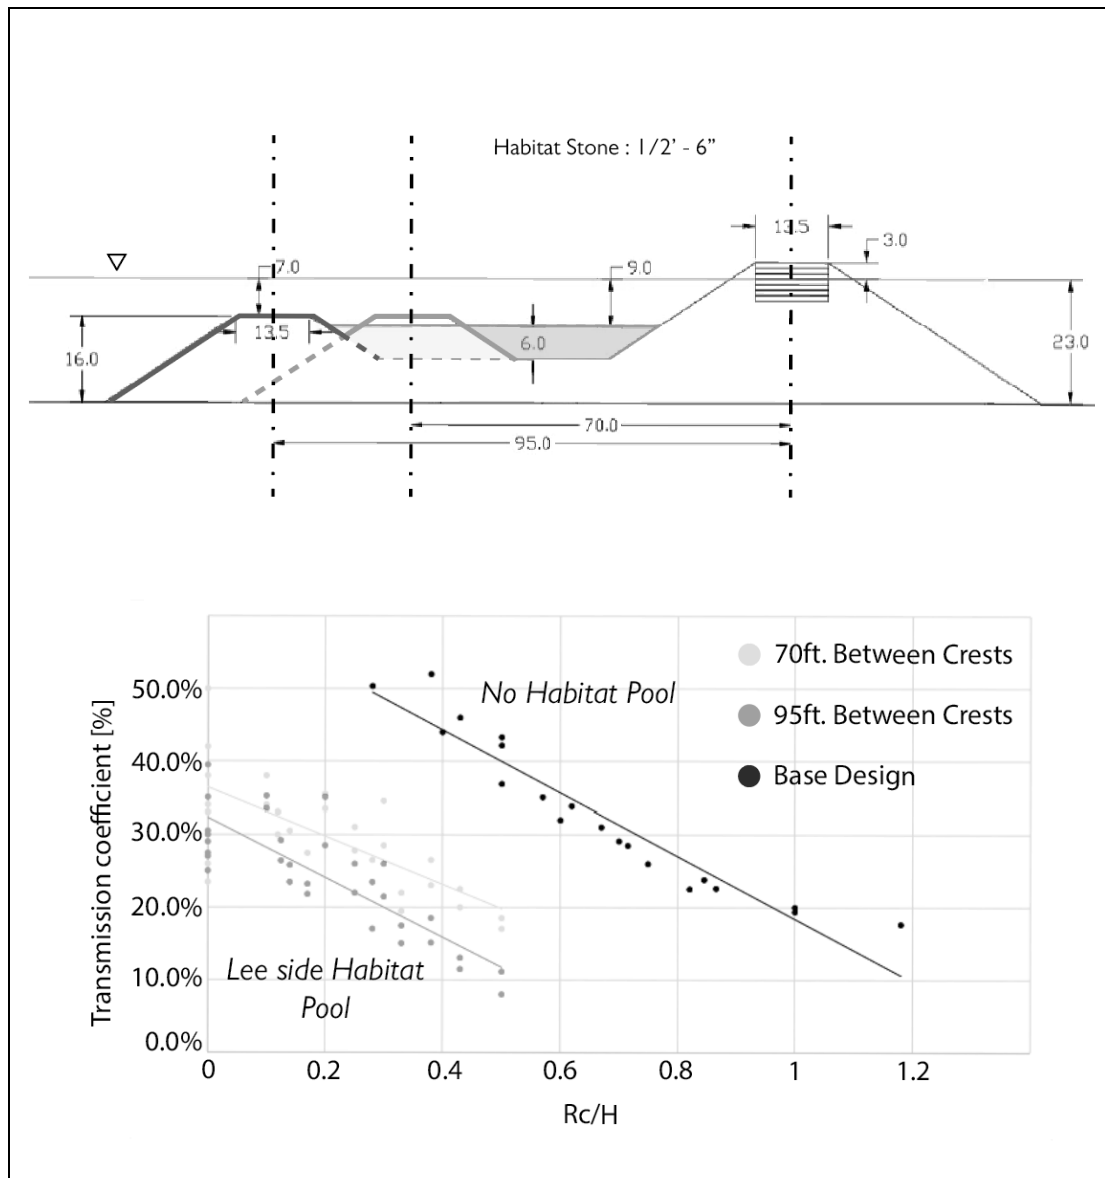 Habitat Stone : 1/2' - 6"
13.5
3.0
7.0
9.0
13.5
6.0
16.0
23.0
70.0
95.0
70ft. Between Crests
No Habitat Pool
50.0%
95ft. Between Crests
40.0%
Base Design
30.0%
20.0%
Lee side Habitat
Pool
10.0%
0.0%
Transmission coefficient [%]
0 0.2 0.4 0.6 0.8 1 1.2
Rc/H